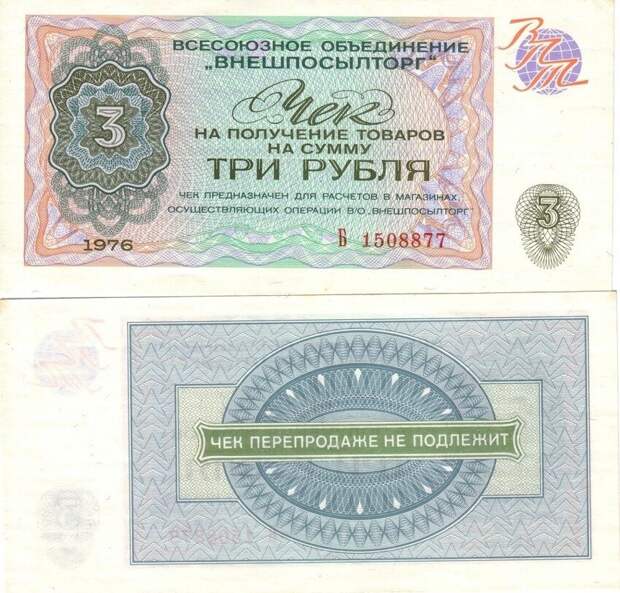 ВСЕСОЮЗНОЕ ОБЪЕДИНЕНИЕ
„ВНЕШПОСЫЛТОРГ"
ВПТ
Чек
НА ПОЛУЧЕНИЕ ТОВАРОВ
НА СУММУ
ТРИ РУБЛЯ
3
ЧЕК ПРЕДНАЗНАЧЕН ДЛЯ РАСЧЕТОВ В МАГАЗИНАХ,
ОСУЩЕСТВЛЯЮЩИХ ОПЕРАЦИИ В/О „ВНЕШПОСЫЛТОРГ"
3
1976
Б 1508877
ЧЕК ПЕРЕПРОДАЖЕ НЕ ПОДЛЕЖИТ